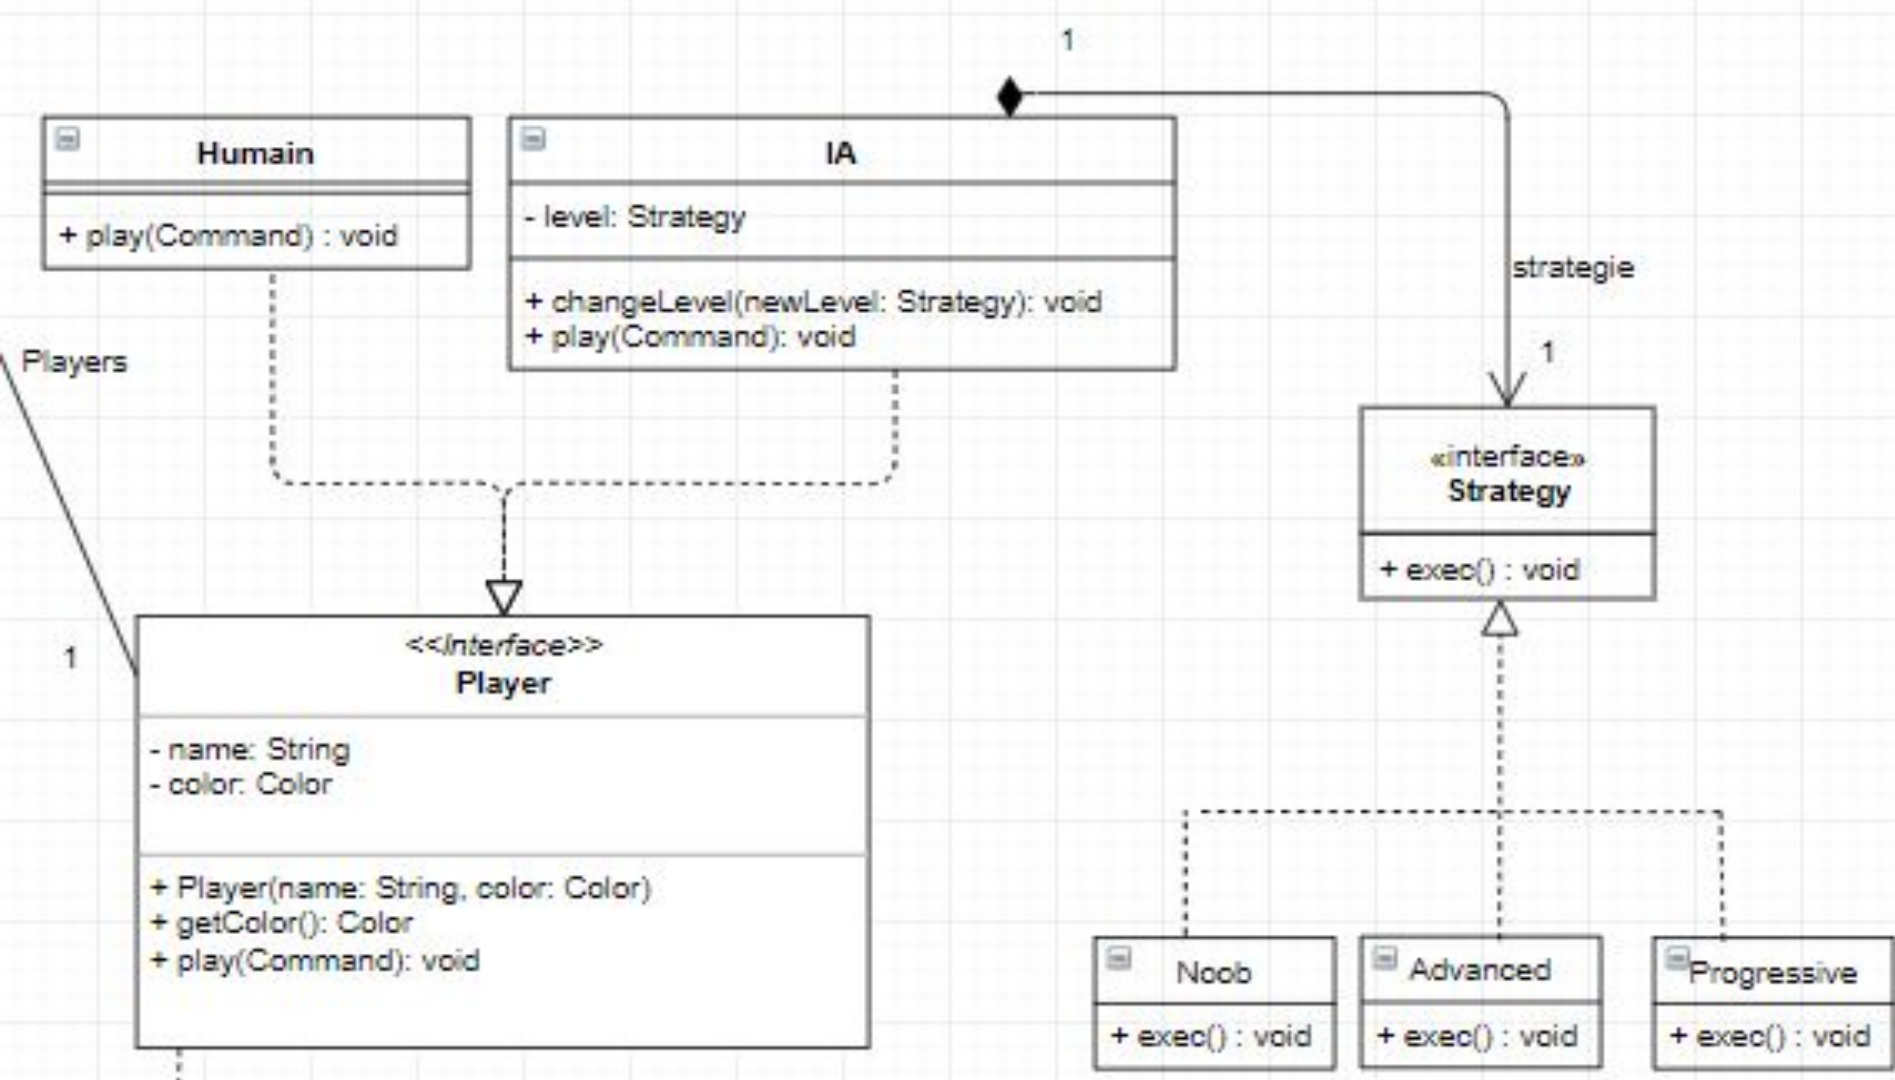 1
Humain
+ play(Command) : void
IA
- level: Strategy
+ changeLevel(newLevel: Strategy): void
+ play(Command): void
strategie
1
Players
1
«interface»
Strategy
+ exec() : void
<<Interface>>
Player
- name: String
- color: Color
+ Player(name: String, color: Color)
+ getColor(): Color
+ play(Command): void
Noob
+ exec() : void
Advanced
+ exec() : void
Progressive
+ exec() : void